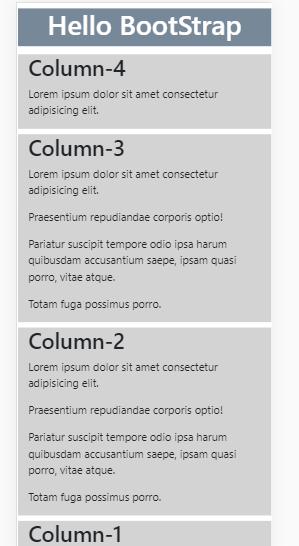 Hello BootStrap
Column-4
Lorem ipsum dolor sit amet consectetur
adipisicing elit.
Column-3
Lorem ipsum dolor sit amet consectetur
adipisicing elit.
Praesentium repudiandae corporis optio!
Pariatur suscipit tempore odio ipsa harum
quibusdam accusantium saepe, ipsam quasi
porro, vitae atque.
Totam fuga possimus porro.
Column-2
Lorem ipsum dolor sit amet consectetur
adipisicing elit.
Praesentium repudiandae corporis optio!
Pariatur suscipit tempore odio ipsa harum
quibusdam accusantium saepe, ipsam quasi
porro, vitae atque.
Totam fuga possimus porro.
Column-1